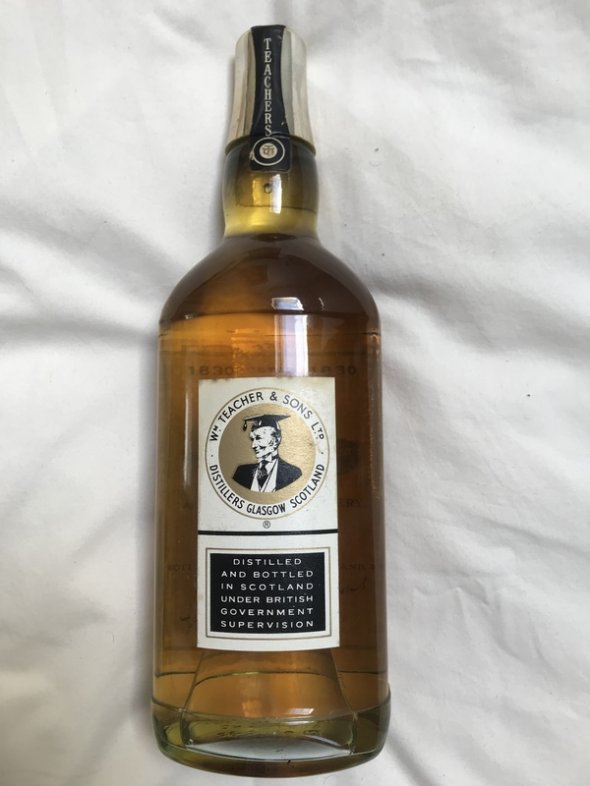 TEACHERS
1830 1830
WM TEACHER & SONS LTD.
DISTILLERS GLASGOW SCOTLAND
®
DISTILLED
AND BOTTLED
IN SCOTLAND
UNDER BRITISH
GOVERNMENT
SUPERVISION